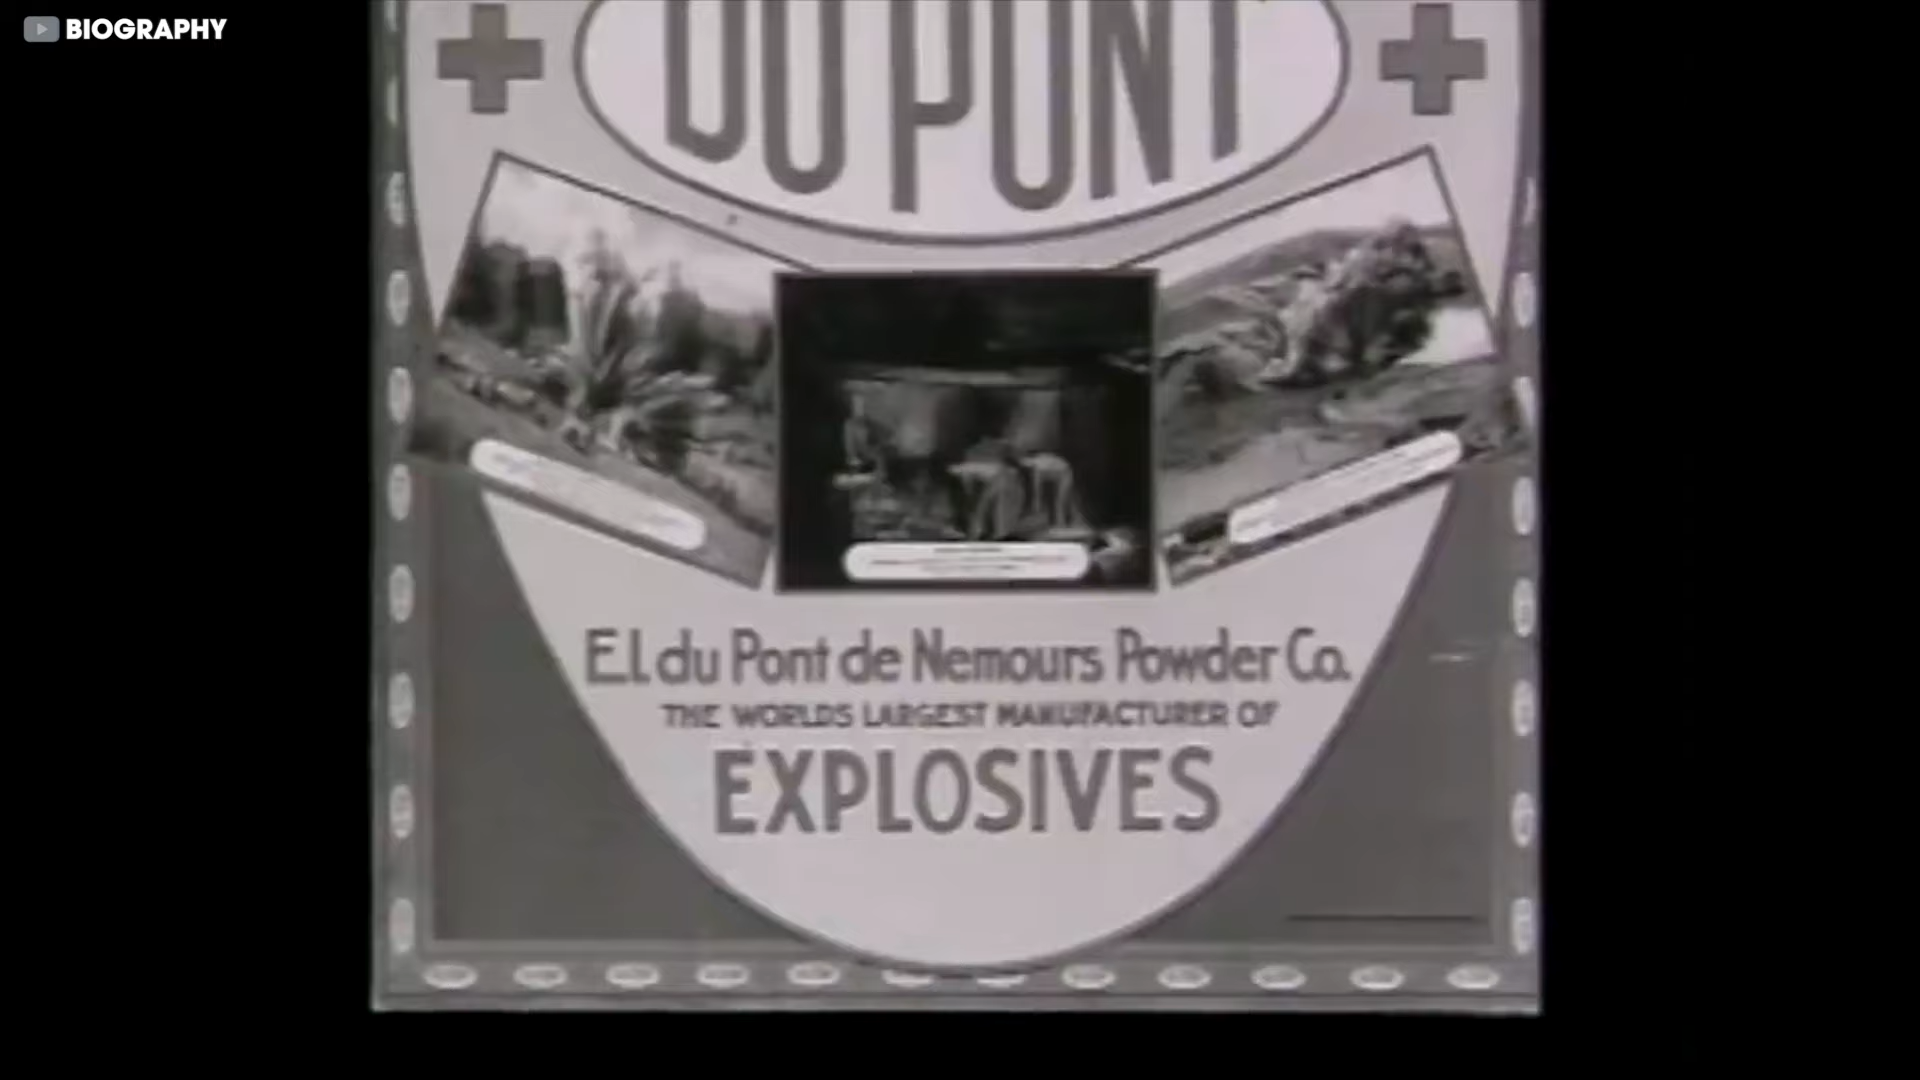 BIOGRAPHY
DU PONT
E.I. du Pont de Nemours Powder Co.
THE WORLDS LARGEST MANUFACTURER OF
EXPLOSIVES